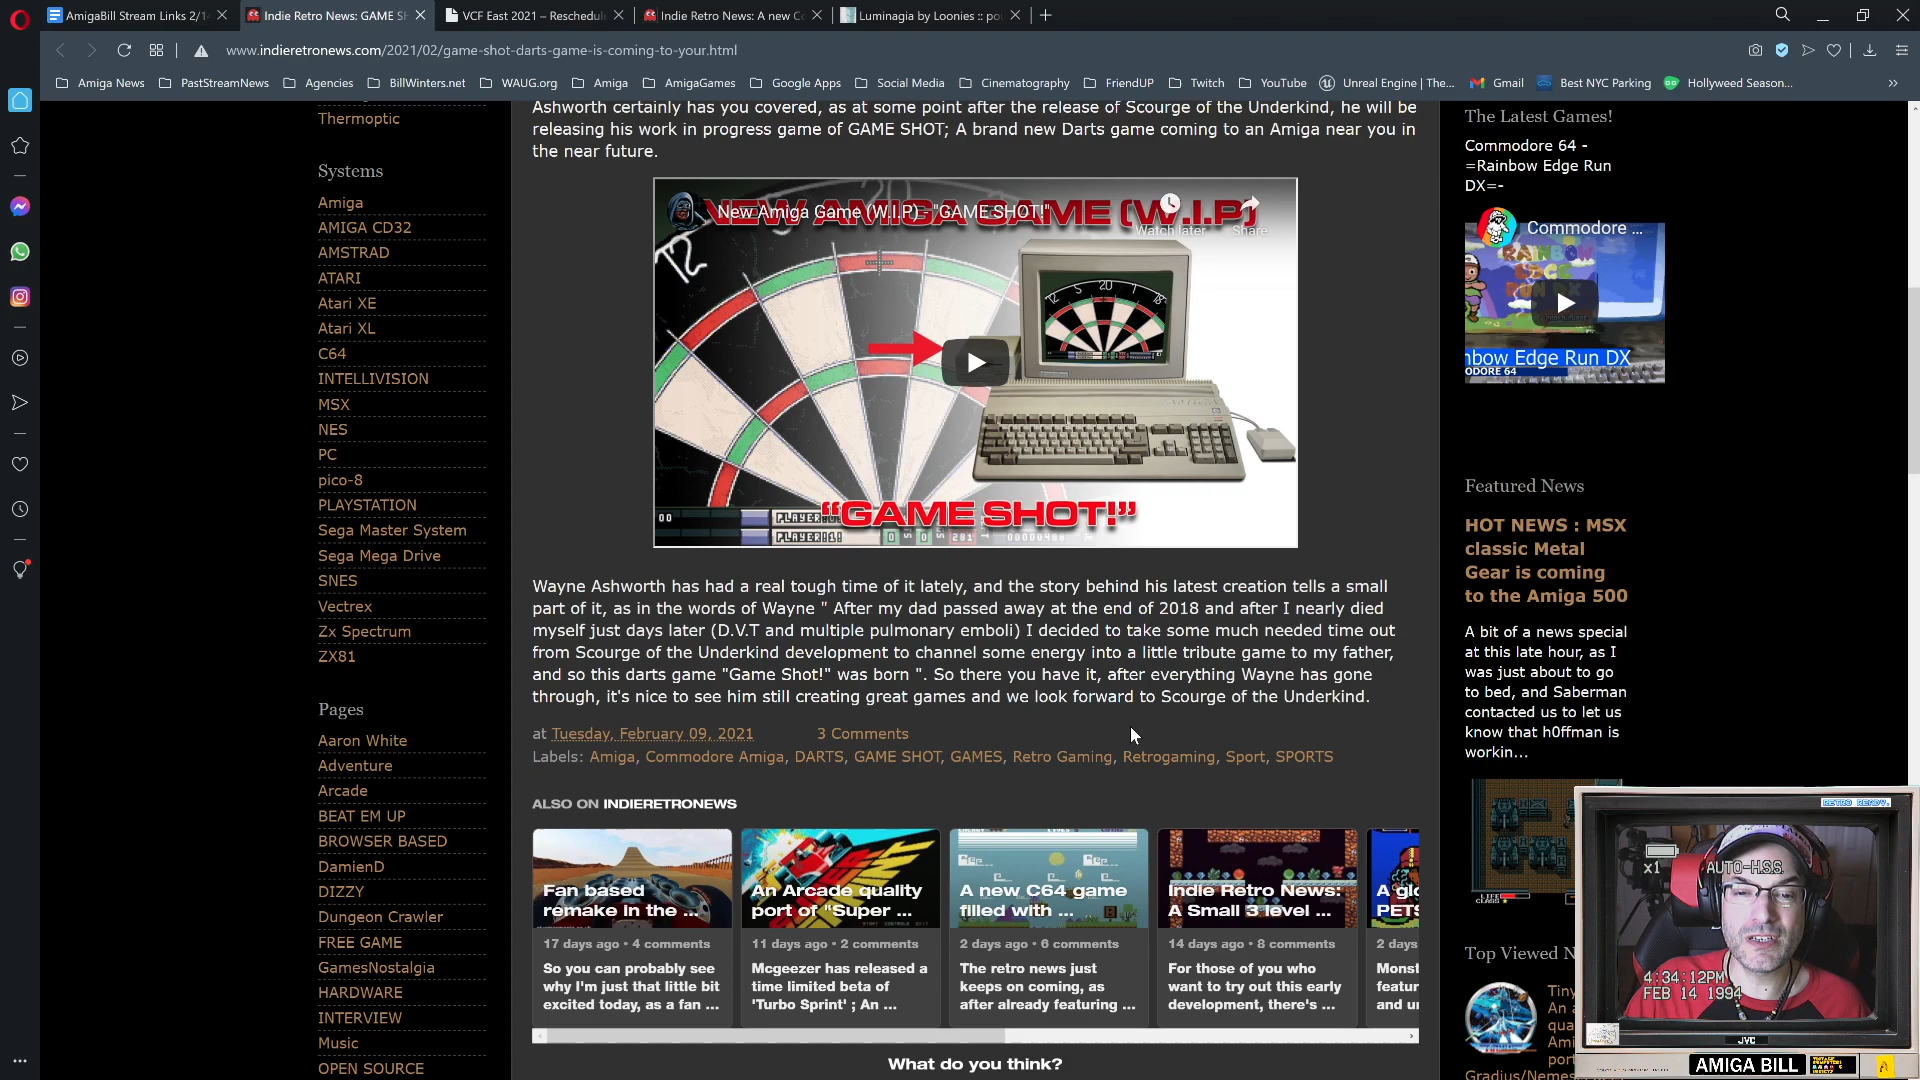 AmigaBill Stream Links 2/1
Indie Retro News: GAME SH
VCF East 2021 – Reschedul
Indie Retro News: A new C
Luminagia by Loonies :: po
www.indieretronews.com/2021/02/game-shot-darts-game-is-coming-to-your.html
Amiga News
PastStreamNews
Agencies
BillWinters.net
WAUG.org
Amiga
AmigaGames
Google Apps
Social Media
Cinematography
FriendUP
Twitch
YouTube
Unreal Engine | The...
Gmail
Best NYC Parking
Hollyweed Season...
Thermoptic
Systems
Amiga
AMIGA CD32
AMSTRAD
ATARI
Atari XE
Atari XL
C64
INTELLIVISION
MSX
NES
PC
pico-8
PLAYSTATION
Sega Master System
Sega Mega Drive
SNES
Vectrex
Zx Spectrum
ZX81
Pages
Aaron White
Adventure
Arcade
BEAT EM UP
BROWSER BASED
DamienD
DIZZY
Dungeon Crawler
FREE GAME
GamesNostalgia
HARDWARE
INTERVIEW
Music
OPEN SOURCE
Ashworth certainly has you covered, as at some point after the release of Scourge of the Underkind, he will be
releasing his work in progress game of GAME SHOT; A brand new Darts game coming to an Amiga near you in
the near future.
NEW AMIGA GAME (W.I.P)
New Amiga Game (W.I.P) - "GAME SHOT!"
Watch later
Share
T2
20
12 5 20 1 18
"GAME SHOT!"
PLAYER
PLAYER
281
Wayne Ashworth has had a real tough time of it lately, and the story behind his latest creation tells a small
part of it, as in the words of Wayne " After my dad passed away at the end of 2018 and after I nearly died
myself just days later (D.V.T and multiple pulmonary emboli) I decided to take some much needed time out
from Scourge of the Underkind development to channel some energy into a little tribute game to my father,
and so this darts game "Game Shot!" was born ". So there you have it, after everything Wayne has gone
through, it's nice to see him still creating great games and we look forward to Scourge of the Underkind.
at Tuesday, February 09, 2021
3 Comments
Labels: Amiga, Commodore Amiga, DARTS, GAME SHOT, GAMES, Retro Gaming, Retrogaming, Sport, SPORTS
ALSO ON INDIERETRONEWS
Fan based
remake in the ...
17 days ago • 4 comments
So you can probably see
why I'm just that little bit
excited today, as a fan ...
An Arcade quality
port of "Super ...
11 days ago • 2 comments
Mcgeezer has released a
time limited beta of
'Turbo Sprint' ; An ...
A new C64 game
filled with ...
2 days ago • 6 comments
The retro news just
keeps on coming, as
after already featuring ...
Indie Retro News:
A Small 3 level ...
14 days ago • 8 comments
For those of you who
want to try out this early
development, there's ...
A glo
PETS
2 days
Monst
featur
and u
What do you think?
The Latest Games!
Commodore 64 -
=Rainbow Edge Run
DX=-
Commodore ...
RAINBOW
EDGE
RUN DX
nbow Edge Run DX
ODORE 64
Featured News
HOT NEWS : MSX
classic Metal
Gear is coming
to the Amiga 500
A bit of a news special
at this late hour, as I
was just about to go
to bed, and Saberman
contacted us to let us
know that h0ffman is
workin...
LIFE
CLASS
Top Viewed N
Tiny
An a
qua
Ami
port
Gradius/Nemes
RETRO READY.
x1
AUTO-H.S.S.
4:34:12PM
FEB 14 1994
JVC
AMIGA BILL